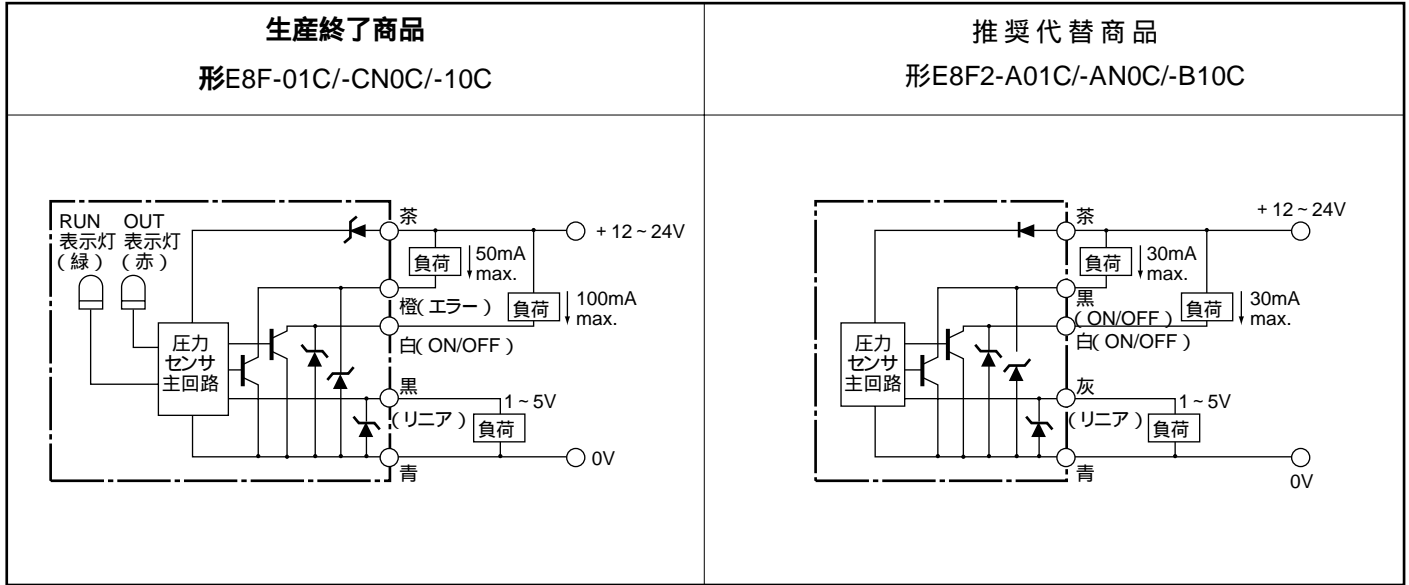 生産終了商品
形E8F-01C/-CN0C/-10C
推奨代替商品
形E8F2-A01C/-AN0C/-B10C
RUN
表示灯
（緑）
OUT
表示灯
（赤）
圧力
センサ
主回路
茶
+12~24V
負荷
50mA
max.
橙（エラー）
負荷
100mA
max.
白（ON/OFF）
黒
（リニア）
1~5V
負荷
青
0V
圧力
センサ
主回路
茶
+12~24V
負荷
30mA
max.
黒
（ON/OFF）
負荷
30mA
max.
白（ON/OFF）
灰
（リニア）
1~5V
負荷
青
0V